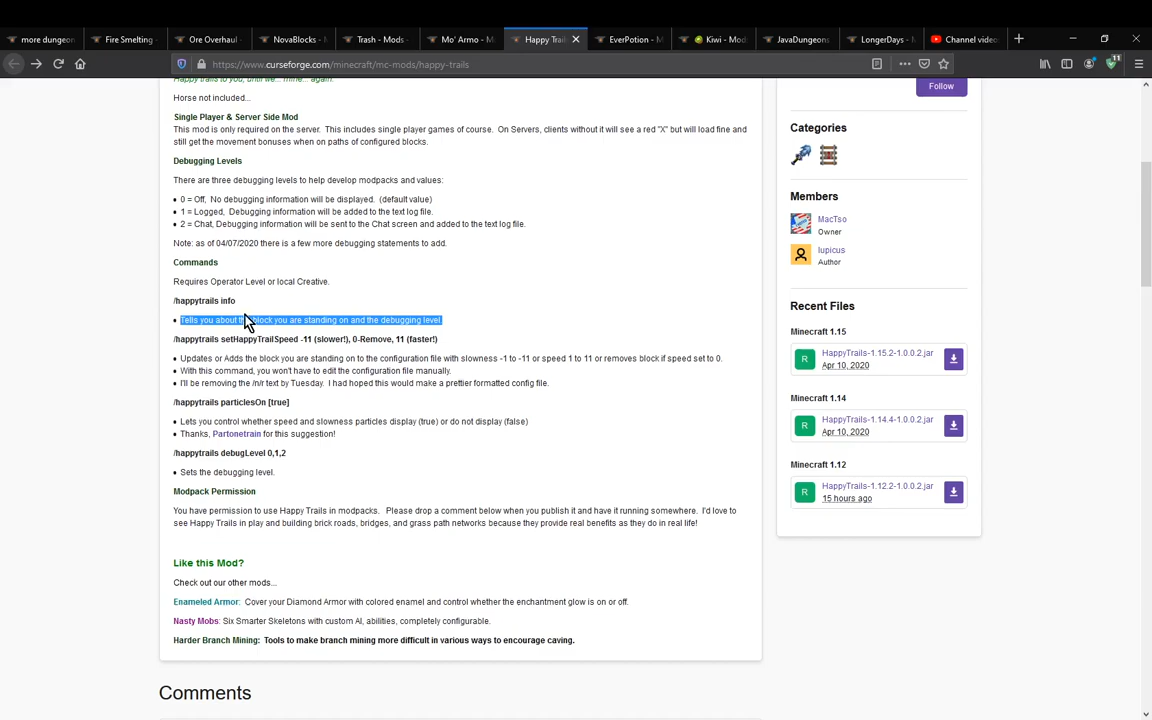 more dungeon
Fire Smelting -
Ore Overhaul -
NovaBlocks - M
Trash - Mods -
Mo' Armo - M
Happy Trail
EverPotion - M
Kiwi - Mod
JavaDungeons
LongerDays - M
Channel video
https://www.curseforge.com/minecraft/mc-mods/happy-trails
11
Happy trails to you, until we... mine... again.
Horse not included...
Single Player & Server Side Mod
This mod is only required on the server. This includes single player games of course. On Servers, clients without it will see a red "X" but will load fine and
still get the movement bonuses when on paths of configured blocks.
Debugging Levels
There are three debugging levels to help develop modpacks and values:
• 0 = Off, No debugging information will be displayed. (default value)
• 1 = Logged, Debugging information will be added to the text log file.
• 2 = Chat, Debugging information will be sent to the Chat screen and added to the text log file.
Note: as of 04/07/2020 there is a few more debugging statements to add.
Commands
Requires Operator Level or local Creative.
/happytrails info
• Tells you about the block you are standing on and the debugging level.
/happytrails setHappyTrailSpeed -11 (slower!), 0-Remove, 11 (faster!)
• Updates or Adds the block you are standing to the configuration file with slowness -1 to -11 or speed 1 to 11 or removes block if speed set to 0.
• With this command, you won't have to edit the configuration file manually.
• I'll be removing the /n/r text by Tuesday. I had hoped this would make a prettier formatted config file.
/happytrails particlesOn [true]
• Lets you control whether speed and slowness particles display (true) or do not display (false)
• Thanks, Partonetrain for this suggestion!
/happytrails debugLevel 0,1,2
• Sets the debugging level.
Modpack Permission
You have permission to use Happy Trails in modpacks. Please drop a comment below when you publish it and have it running somewhere. I'd love to
see Happy Trails in play and building brick roads, bridges, and grass path networks because they provide real benefits as they do in real life!
Like this Mod?
Check out our other mods...
Enameled Armor: Cover your Diamond Armor with colored enamel and control whether the enchantment glow is on or off.
Nasty Mobs: Six Smarter Skeletons with custom AI, abilities, completely configurable.
Harder Branch Mining: Tools to make branch mining more difficult in various ways to encourage caving.
Comments
Follow
Categories
Members
MacTso
Owner
lupicus
Author
Recent Files
Minecraft 1.15
R
HappyTrails-1.15.2-1.0.0.2.jar
Apr 10, 2020
Minecraft 1.14
R
HappyTrails-1.14.4-1.0.0.2.jar
Apr 10, 2020
Minecraft 1.12
R
HappyTrails-1.12.2-1.0.0.2.jar
15 hours ago